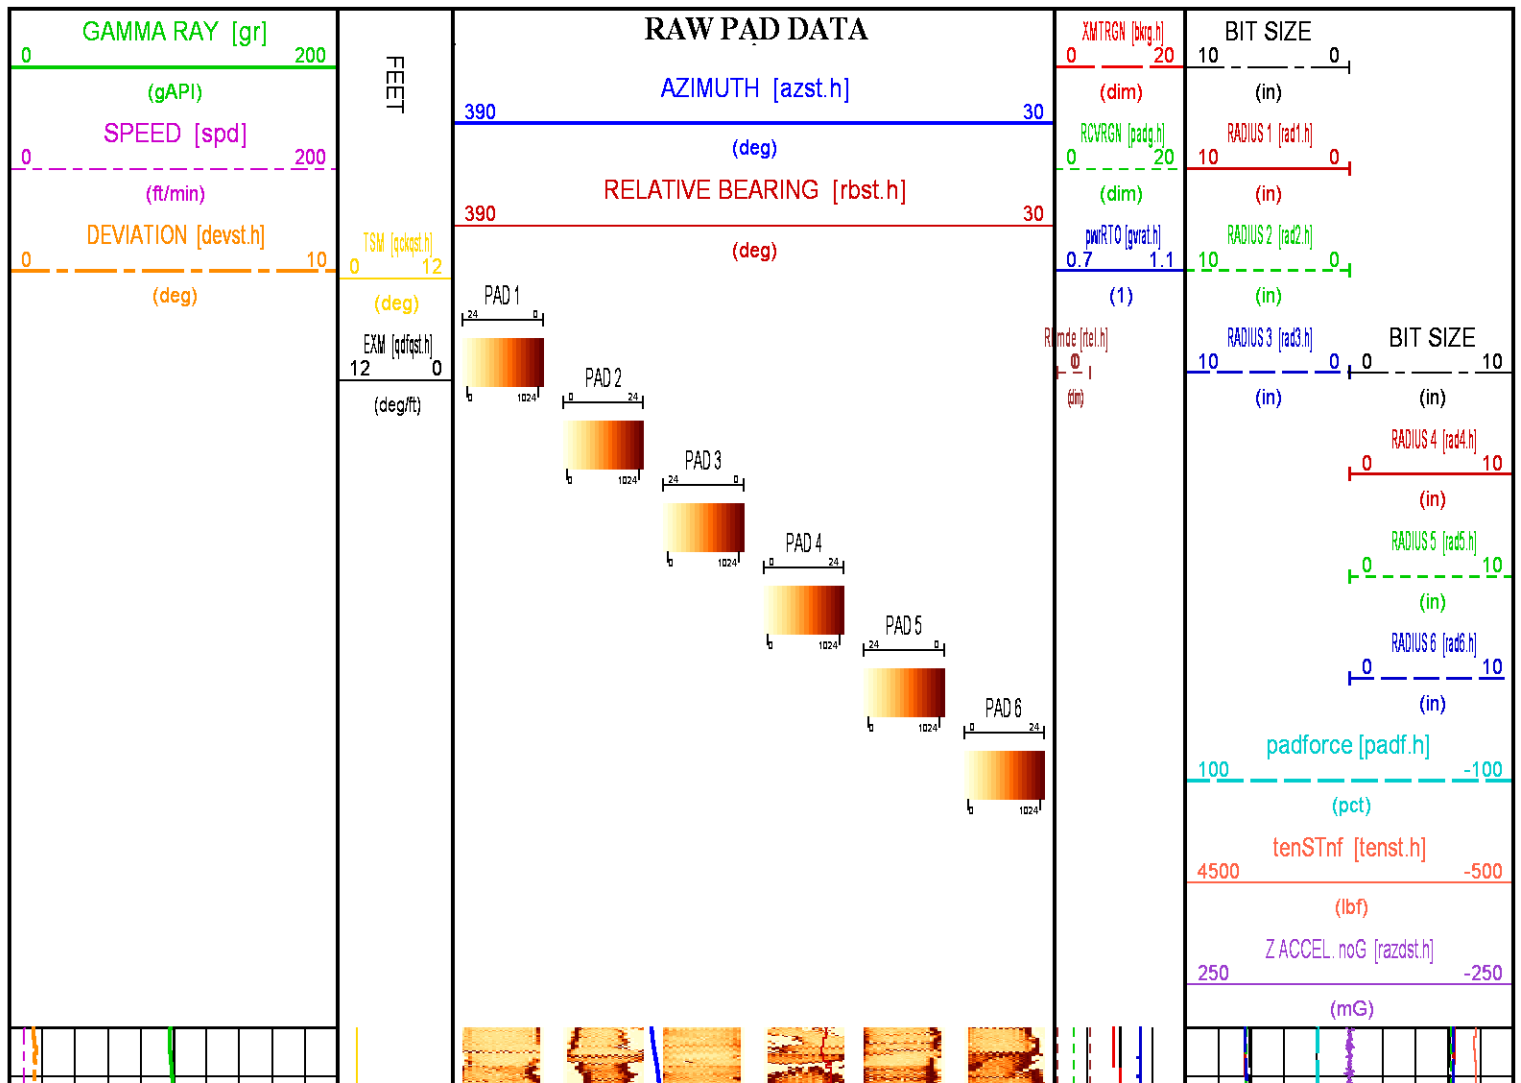 GAMMA RAY [gr]
0 200
(gAPI)
SPEED [spd]
0 200
(ft/min)
DEVIATION [devst.h]
0 10
(deg)
FEET
TSM [qckqst.h]
0 12
(deg)
EXM [qdfqst.h]
12 0
(deg/ft)
RAW PAD DATA
AZIMUTH [azst.h]
390 30
(deg)
RELATIVE BEARING [rbst.h]
390 30
(deg)
PAD 1
24 0
0 1024
PAD 2
0 24
0 1024
PAD 3
24 0
0 1024
PAD 4
0 24
0 1024
PAD 5
24 0
0 1024
PAD 6
0 24
0 1024
XMTRGN [bkrg.h]
0 20
(dim)
RCVRGN [padg.h]
0 20
(dim)
pwrRTO [gvrat.h]
0.7 1.1
(1)
[rtel.h]
(dim)
BIT SIZE
10 0
(in)
RADIUS 1 [rad1.h]
10 0
(in)
RADIUS 2 [rad2.h]
10 0
(in)
RADIUS 3 [rad3.h]
10 0
(in)
BIT SIZE
0 10
(in)
RADIUS 4 [rad4.h]
0 10
(in)
RADIUS 5 [rad5.h]
0 10
(in)
RADIUS 6 [rad6.h]
0 10
(in)
padforce [padf.h]
100 -100
(pct)
tenSTnf [tenst.h]
4500 -500
(lbf)
Z ACCEL. noG [razdst.h]
250 -250
(mG)